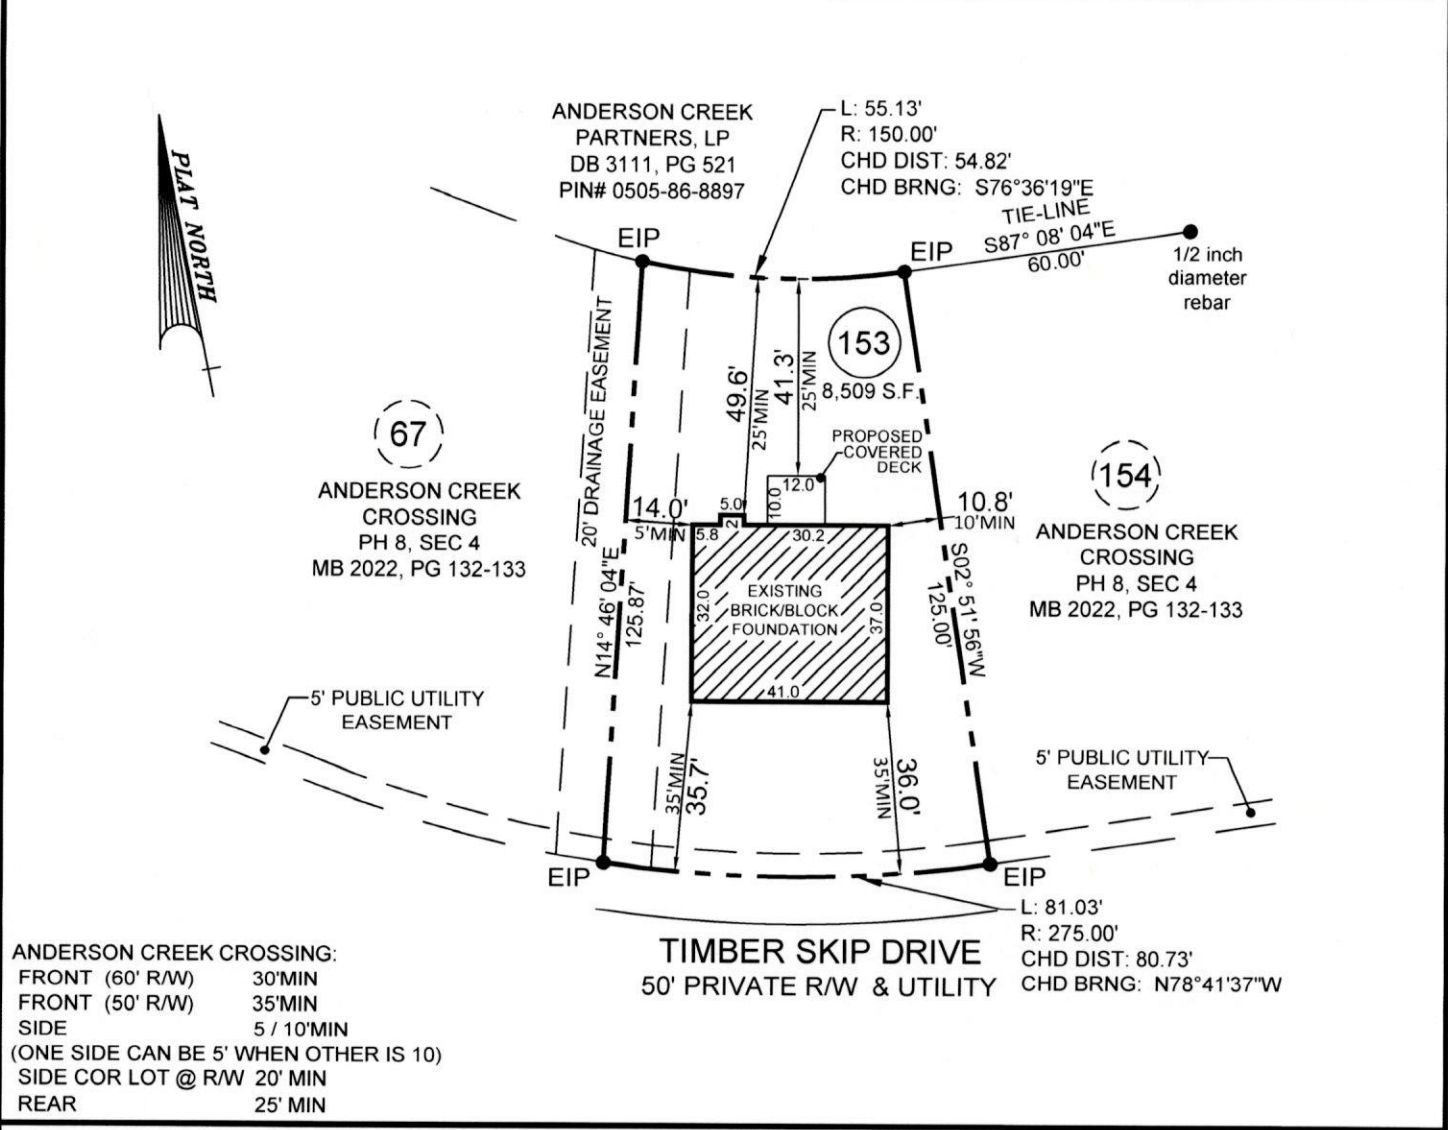 ANDERSON CREEK
PARTNERS, LP
DB 3111, PG 521
PIN# 0505-86-8897
L: 55.13'
R: 150.00'
CHD DIST: 54.82'
CHD BRNG: S76°36'19"E
PLAT NORTH
TIE-LINE
S87° 08' 04"E
60.00'
EIP
EIP
1/2 inch
diameter
rebar
20' DRAINAGE EASEMENT
153
8,509 S.F.
49.6'
25'MIN
41.3'
25'MIN
PROPOSED
COVERED
DECK
67
ANDERSON CREEK
CROSSING
PH 8, SEC 4
MB 2022, PG 132-133
154
ANDERSON CREEK
CROSSING
PH 8, SEC 4
MB 2022, PG 132-133
14.0'
5'MIN
5.0
5.8
2
10.0
12.0
30.2
10.8'
10'MIN
N14° 46' 04"E
125.87'
32.0
EXISTING
BRICK/BLOCK
FOUNDATION
37.0
41.0
S02° 51' 56"W
125.00'
5' PUBLIC UTILITY
EASEMENT
35'MIN
35.7'
35'MIN
36.0'
5' PUBLIC UTILITY
EASEMENT
EIP
EIP
TIMBER SKIP DRIVE
50' PRIVATE R/W & UTILITY
L: 81.03'
R: 275.00'
CHD DIST: 80.73'
CHD BRNG: N78°41'37"W
ANDERSON CREEK CROSSING:
FRONT (60' R/W) 30'MIN
FRONT (50' R/W) 35'MIN
SIDE 5 / 10'MIN
(ONE SIDE CAN BE 5' WHEN OTHER IS 10)
SIDE COR LOT @ R/W 20' MIN
REAR 25' MIN